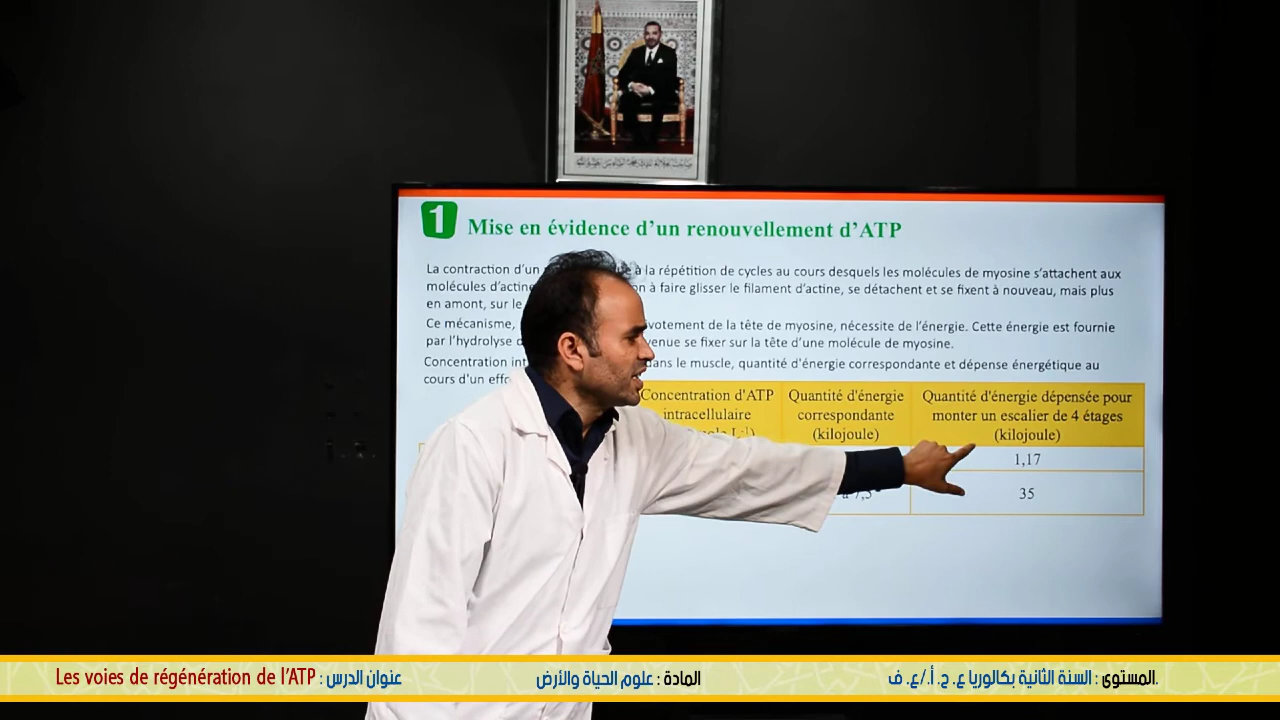 1 Mise en évidence d'un renouvellement d'ATP
La contraction d'un à la répétition de cycles au cours desquels les molécules de myosine s'attachent aux
molécules d'actine à faire glisser le filament d'actine, se détachent et se fixent à nouveau, mais plus
en amont, sur le
Ce mécanisme, de la tête de myosine, nécessite de l'énergie. Cette énergie est fournie
par l'hydrolyse venue se fixer sur la tête d'une molécule de myosine.
Concentration dans le muscle, quantité d'énergie correspondante et dépense énergétique au
cours d'un
Concentration d'ATP
intracellulaire
Quantité d'énergie
correspondante
(kilojoule)
Quantité d'énergie dépensée pour
monter un escalier de 4 étages
(kilojoule)
1,17
35
Les voies de régénération de l'ATP : عنوان الدرس
المادة : علوم الحياة والأرض
المستوى : السنة الثانية بكالوريا ع. ح. أ./ع. ف.